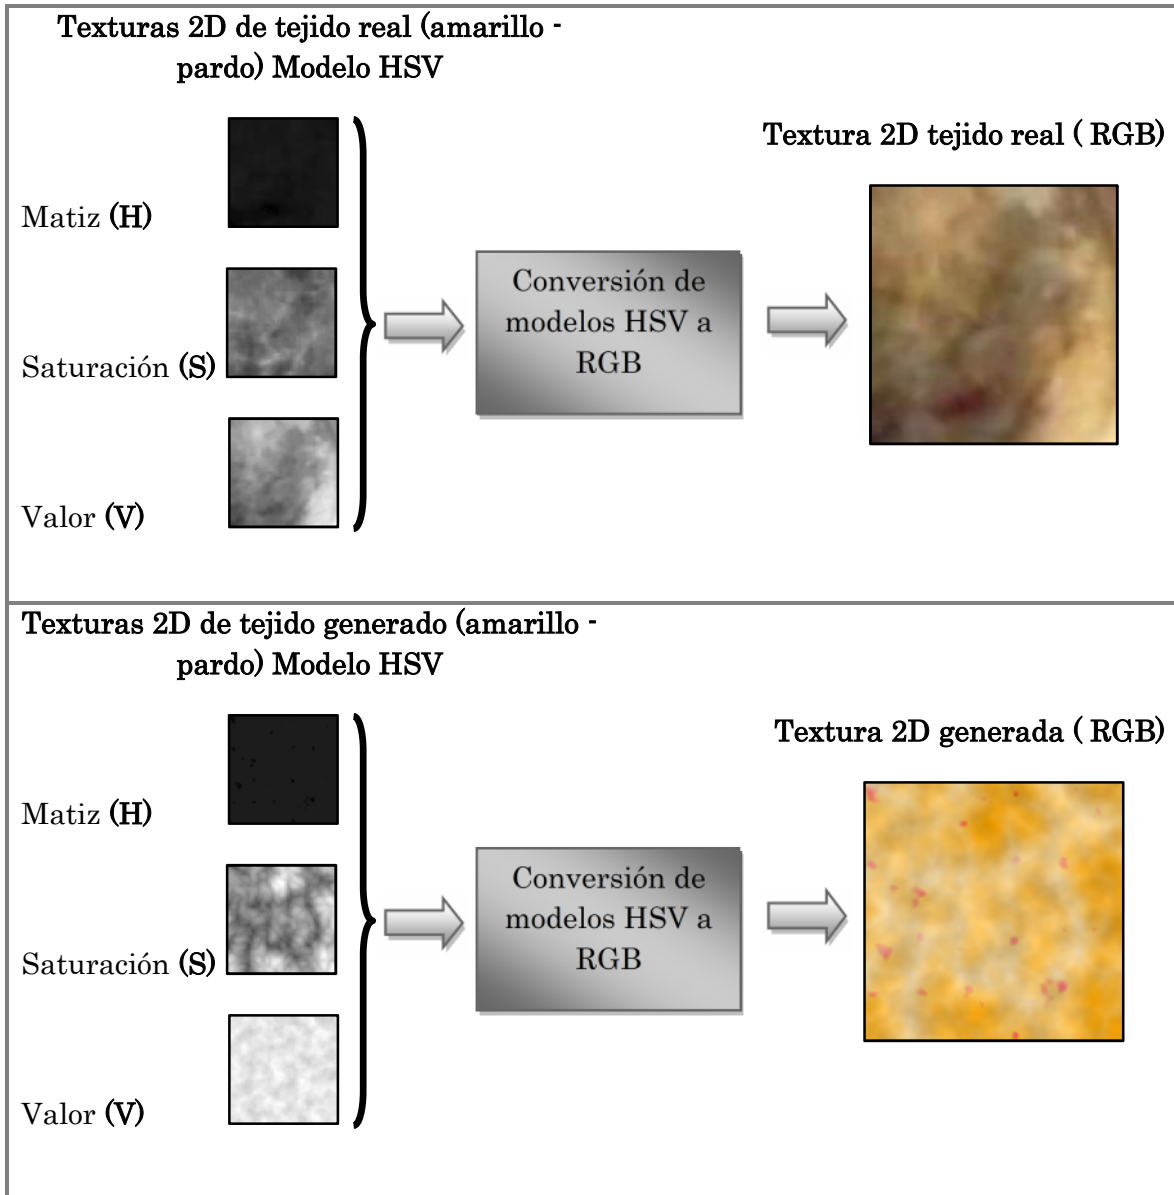 Texturas 2D de tejido real (amarillo -
pardo) Modelo HSV
Textura 2D tejido real ( RGB)
Matiz (H)
Saturación (S)
Valor (V)
Conversión de
modelos HSV a
RGB
Texturas 2D de tejido generado (amarillo -
pardo) Modelo HSV
Textura 2D generada ( RGB)
Matiz (H)
Saturación (S)
Valor (V)
Conversión de
modelos HSV a
RGB